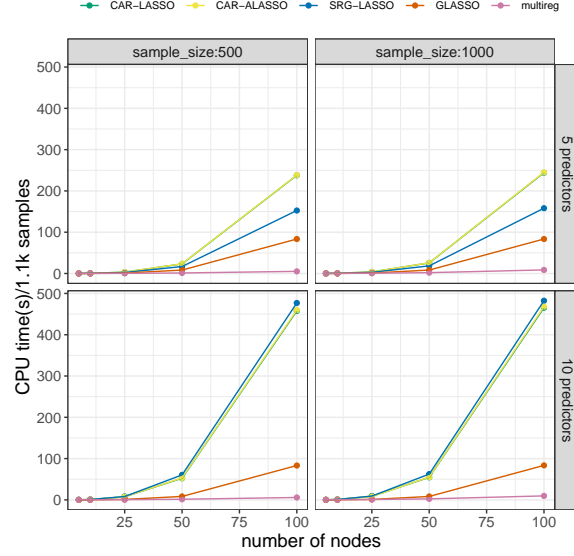 CAR−LASSO CAR−ALASSO SRG−LASSO GLASSO multireg
sample_size:500 sample_size:1000
500
400
300
200
100
0
5 predictors
500
400
300
200
100
0
10 predictors
CPU time(s)/1.1k samples
25 50 75 100 25 50 75 100
number of nodes